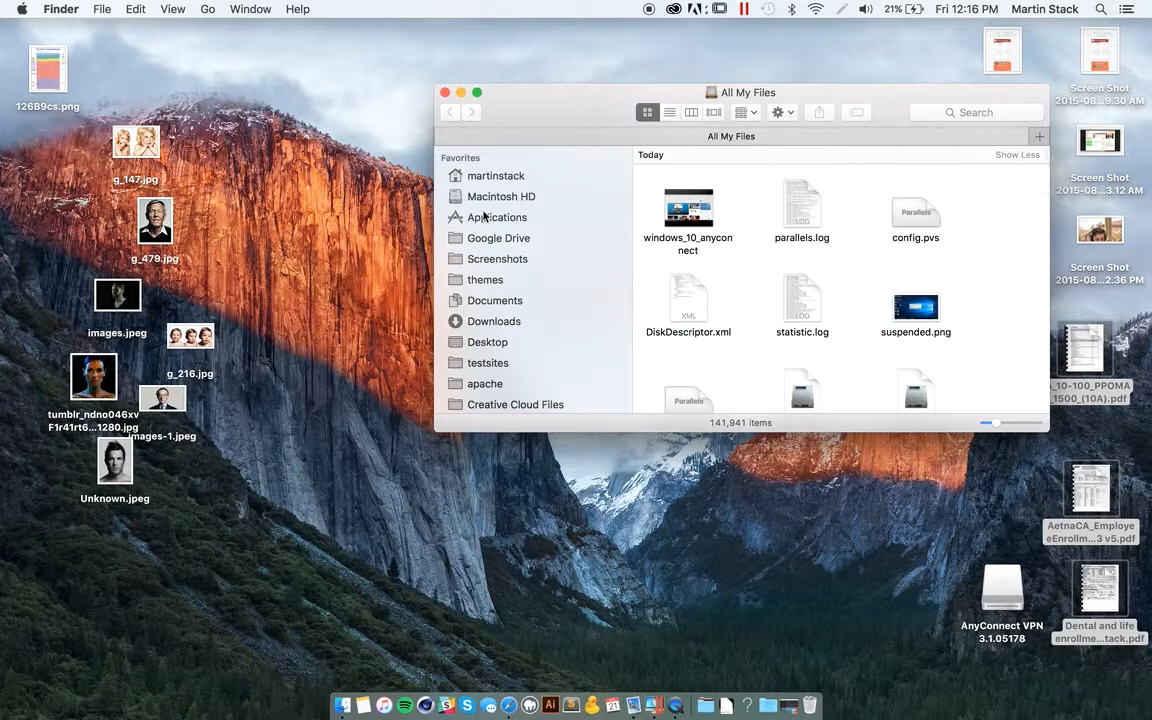 Finder File Edit View Go Window Help 21% Fri 12:16 PM Martin Stack
126B9cs.png
g_147.jpg
g_479.jpg
images.jpeg
g_216.jpg
tumblr_ndno046xv
F1r41rt6...1280.jpg
images-1.jpeg
Unknown.jpeg
All My Files
Search
All My Files
Favorites
martinstack
Macintosh HD
Applications
Google Drive
Screenshots
themes
Documents
Downloads
Desktop
testsites
apache
Creative Cloud Files
Today Show Less
windows_10_anycon
nect
LOG
parallels.log
Parallels
config.pvs
XML
DiskDescriptor.xml
LOG
statistic.log
suspended.png
Parallels
141,941 items
Screen Shot
2015-08...9.30 AM
Screen Shot
2015-08...3.12 AM
Screen Shot
2015-08...2.36 PM
_10-100_PPOMA
_1500_(10A).pdf
AetnaCA_Employe
eEnrollm...3 v5.pdf
AnyConnect VPN
3.1.05178
Dental and life
enrollme...tack.pdf
Ai
21